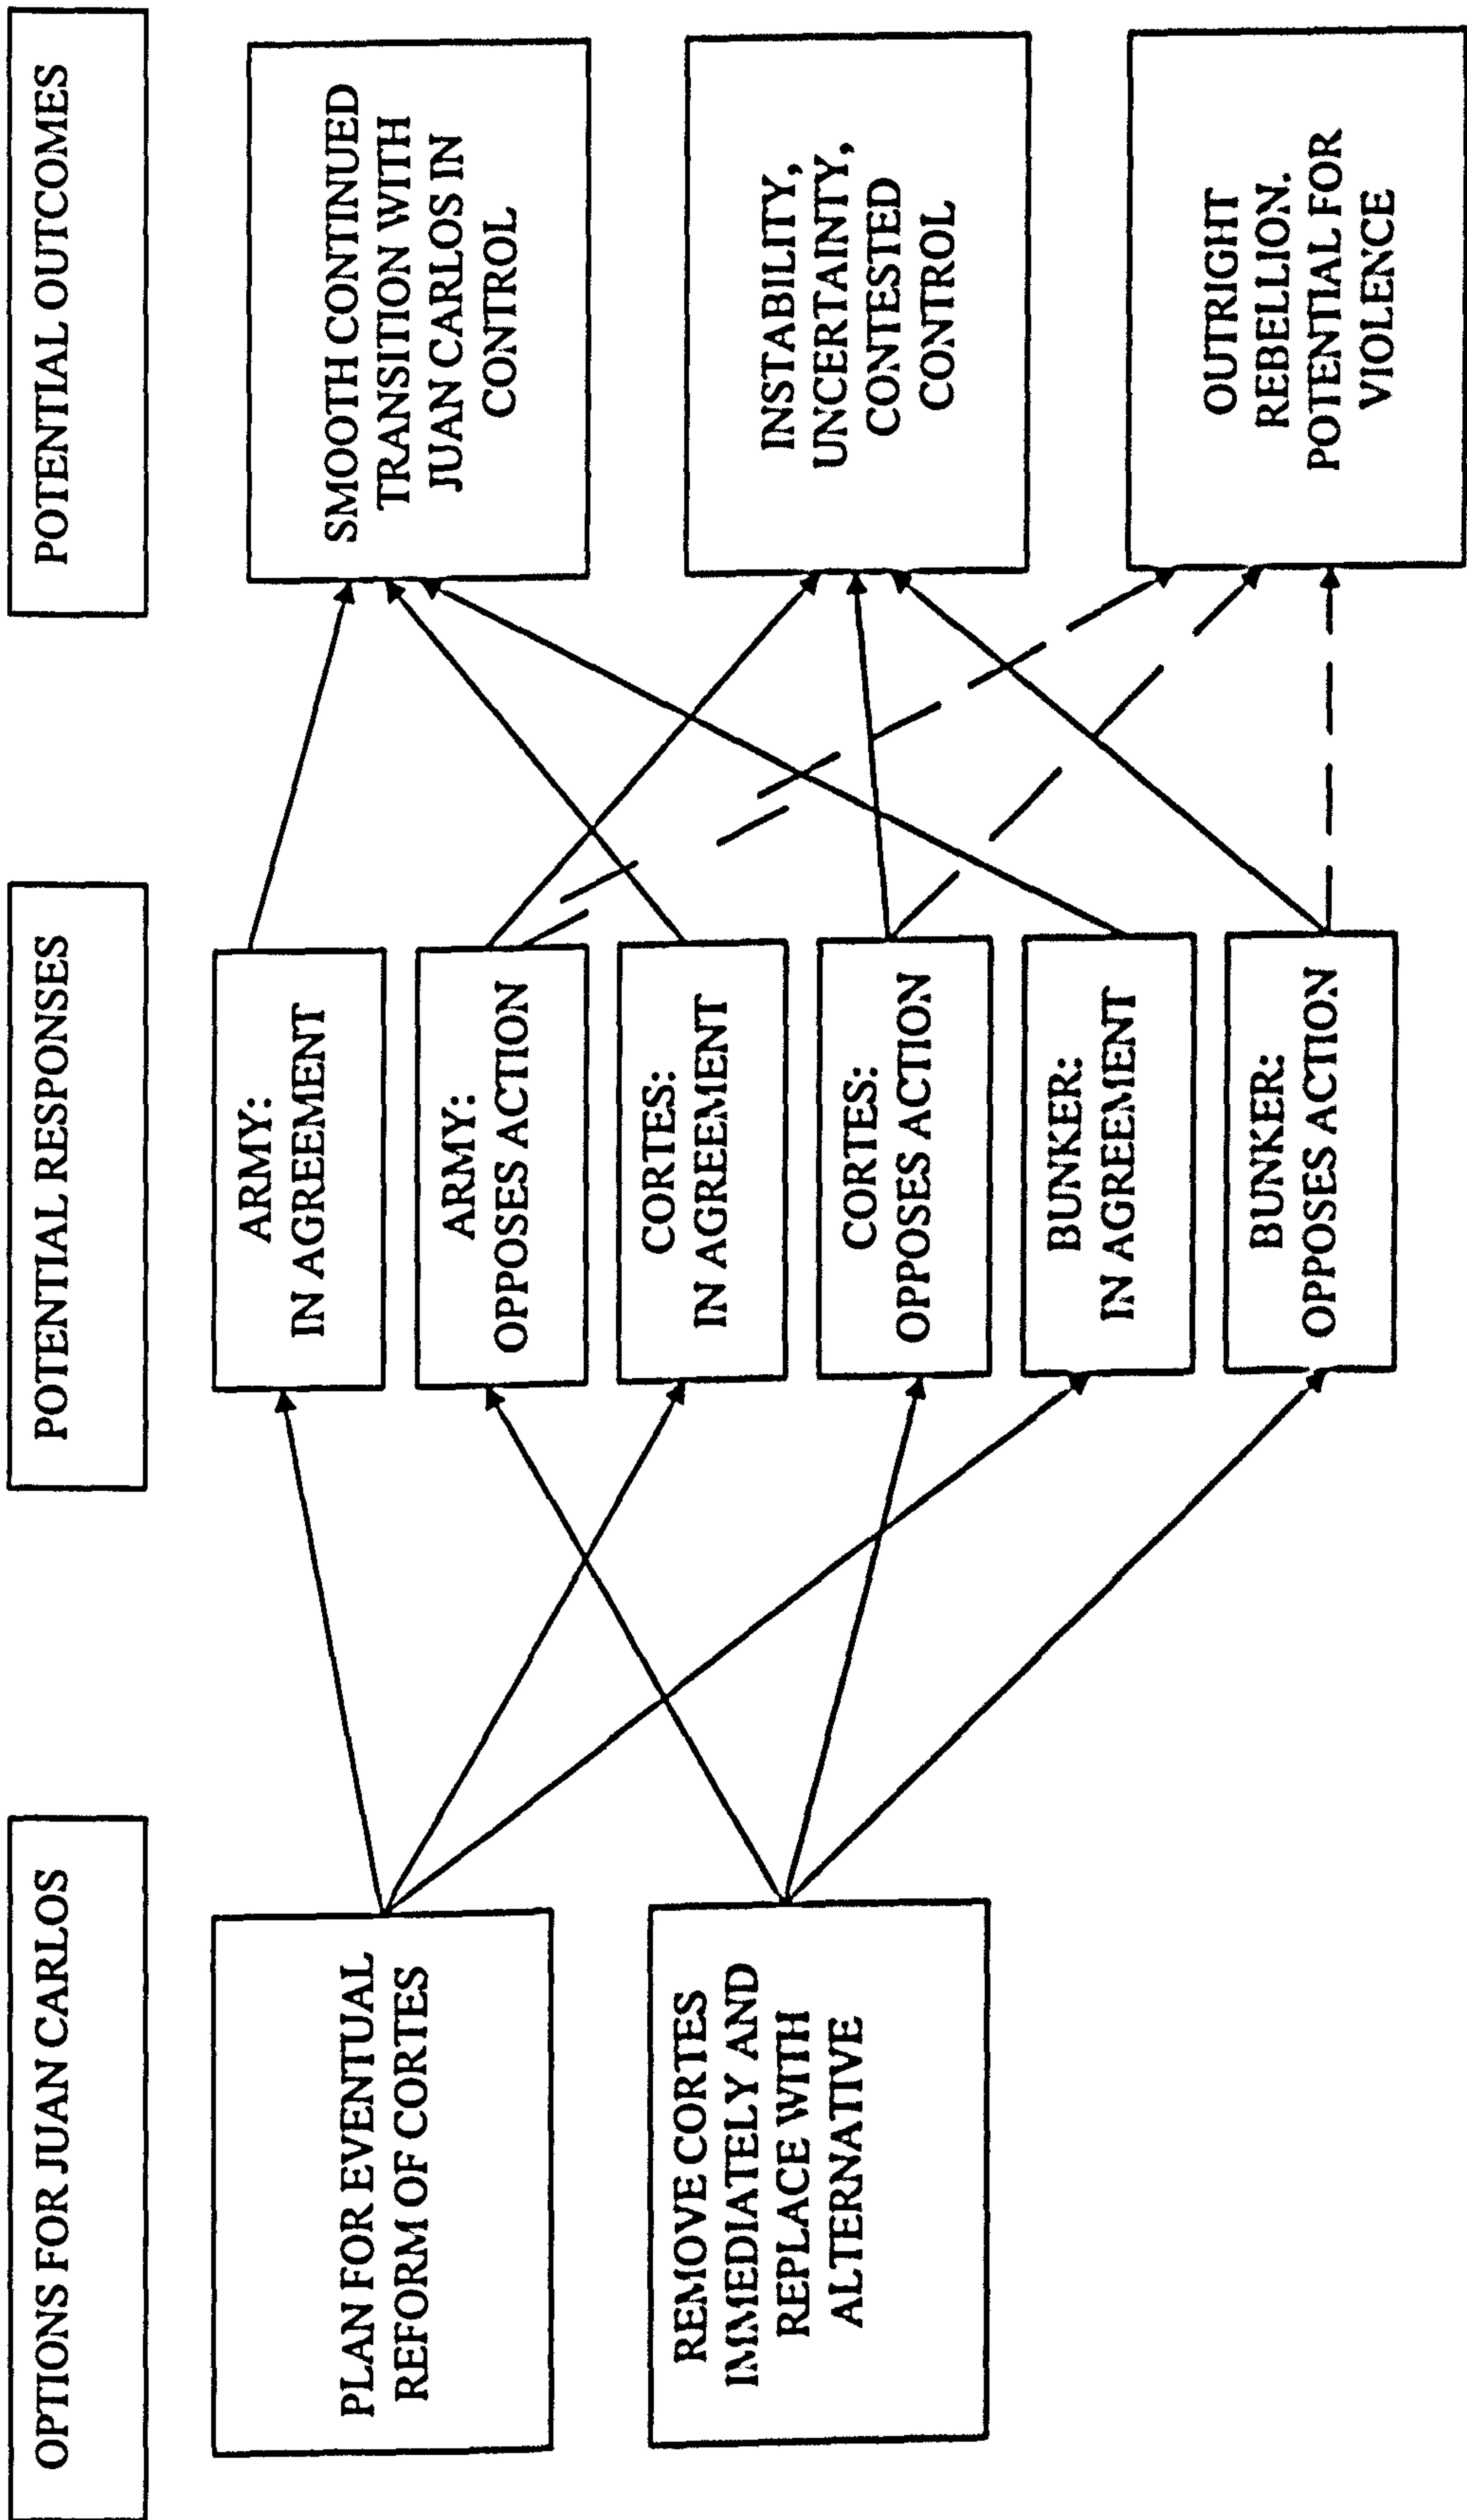 OPTIONS FOR JUAN CARLOS
POTENTIAL RESPONSES
POTENTIAL OUTCOMES
PLAN FOR EVENTUAL
REFORM OF CORTES
REMOVE CORTES
IMMEDIATELY AND
REPLACE WITH
ALTERNATIVE
ARMY:
IN AGREEMENT
ARMY:
OPPOSES ACTION
CORTES:
IN AGREEMENT
CORTES:
OPPOSES ACTION
BUNKER:
IN AGREEMENT
BUNKER:
OPPOSES ACTION
SMOOTH CONTINUED
TRANSITION WITH
JUAN CARLOS IN
CONTROL
INSTABILITY,
UNCERTAINTY,
CONTESTED
CONTROL
OUTRIGHT
REBELLION.
POTENTIAL FOR
VIOLENCE